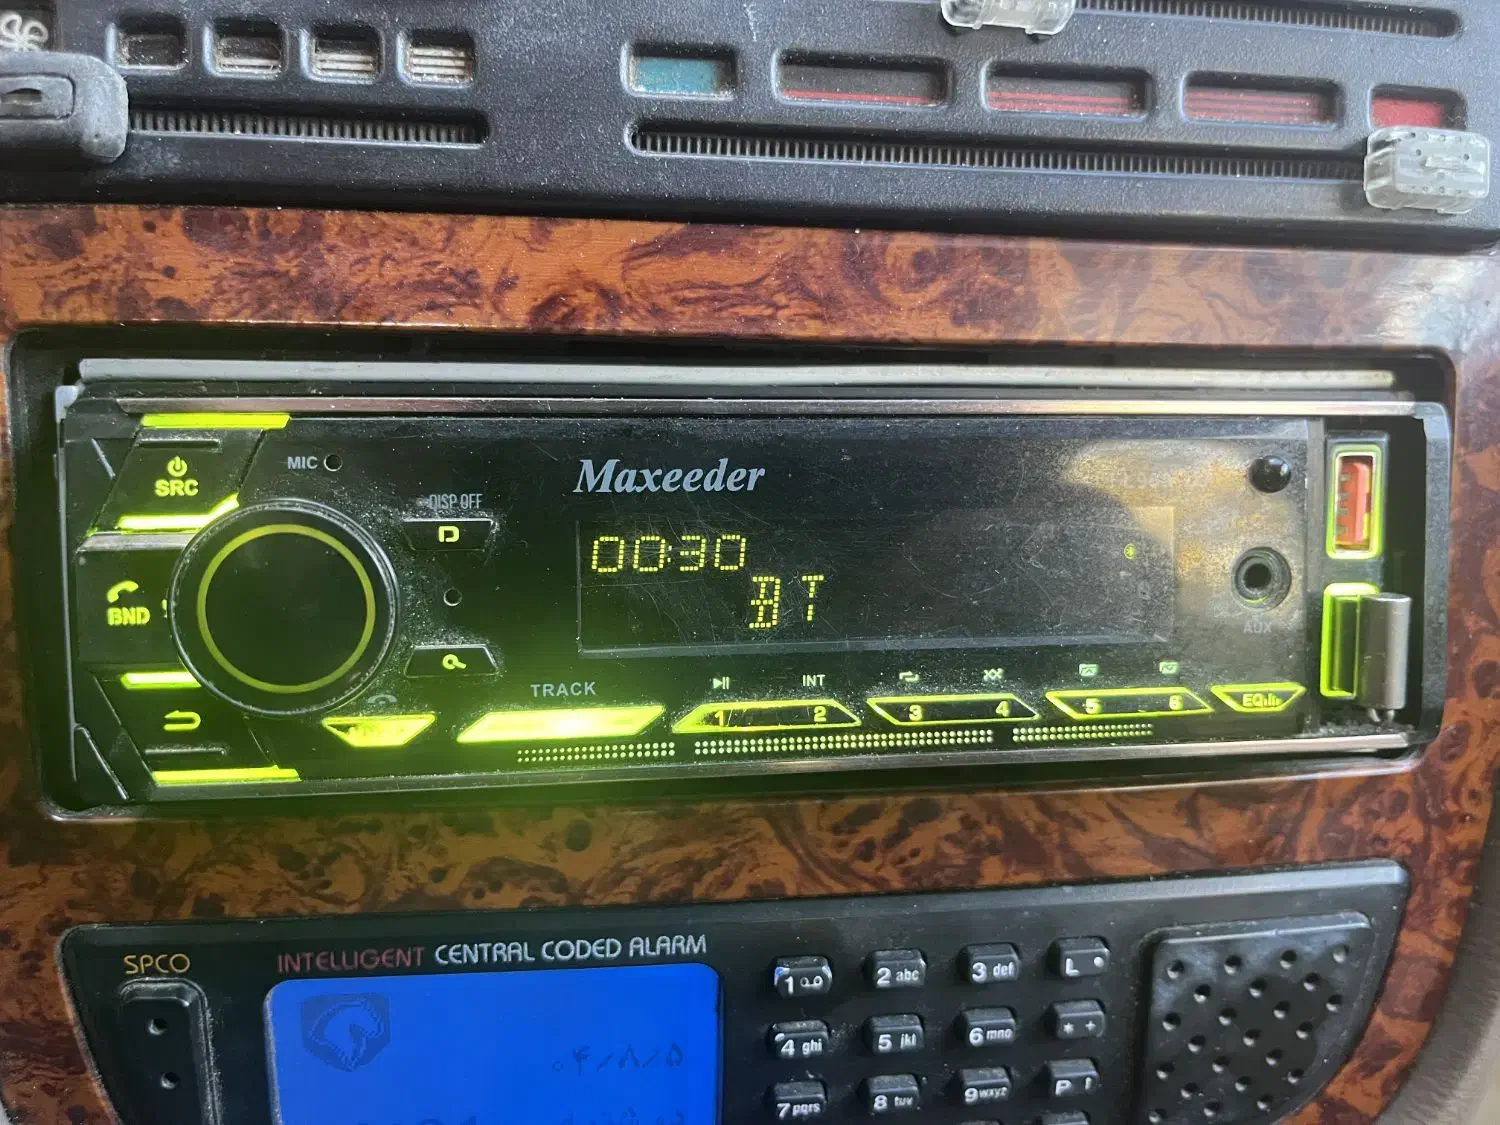 SRC
MIC
DISP OFF
D
Maxeeder
00:30
BT
BND
AUX
TRACK
INT
1 2 3 4 5 6 EQ
SPCO
INTELLIGENT CENTRAL CODED ALARM
۰۴/۸/۵
1 2 abc 3 def L
4 ghi 5 jkl 6 mno * +
7 pqrs 8 tuv 9 wxyz P